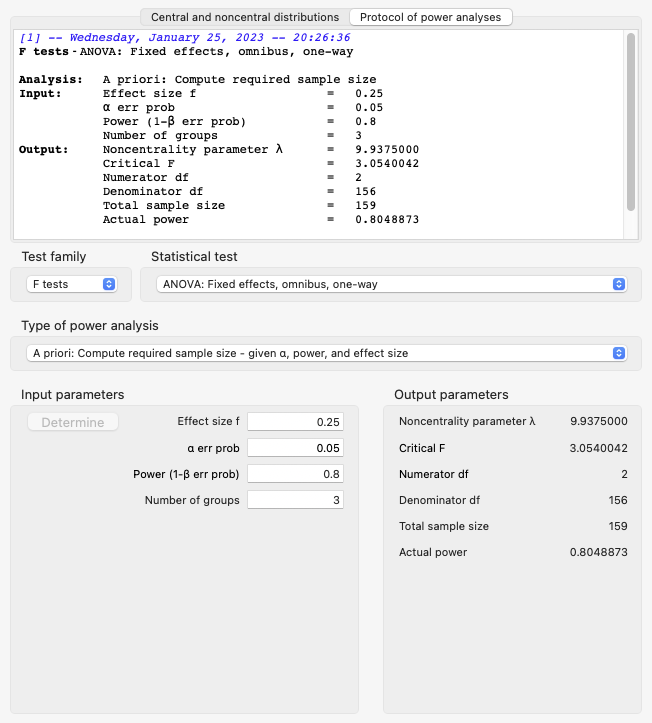 Central and noncentral distributions Protocol of power analyses
[1] -- Wednesday, January 25, 2023 -- 20:26:36
F tests - ANOVA: Fixed effects, omnibus, one-way
Analysis: A priori: Compute required sample size
Input: Effect size f = 0.25
α err prob = 0.05
Power (1-β err prob) = 0.8
Number of groups = 3
Output: Noncentrality parameter λ = 9.9375000
Critical F = 3.0540042
Numerator df = 2
Denominator df = 156
Total sample size = 159
Actual power = 0.8048873
Test family Statistical test
F tests ANOVA: Fixed effects, omnibus, one-way
Type of power analysis
A priori: Compute required sample size - given α, power, and effect size
Input parameters Output parameters
Determine Effect size f 0.25 Noncentrality parameter λ 9.9375000
α err prob 0.05 Critical F 3.0540042
Power (1-β err prob) 0.8 Numerator df 2
Number of groups 3 Denominator df 156
Total sample size 159
Actual power 0.8048873